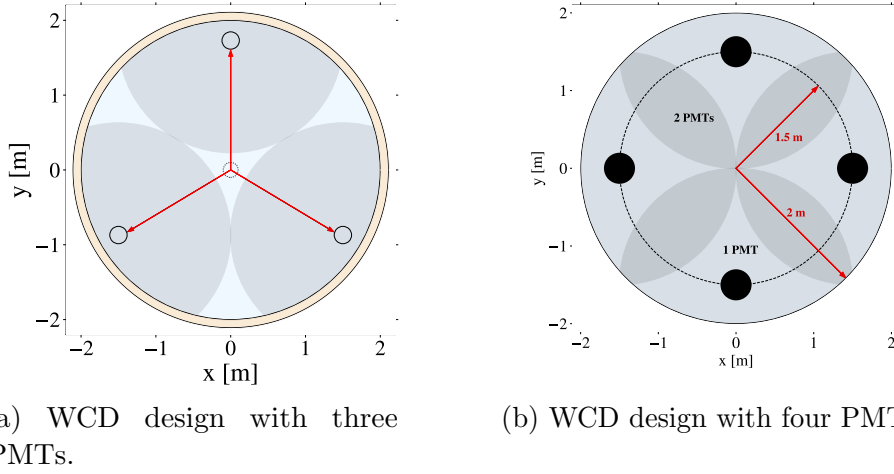 2
1
0
−1
−2
y [m]
−2 −1 0 1 2
x [m]
2
1
0
−1
−2
y [m]
2 PMTs
1.5 m
2 m
1 PMT
−2 −1 0 1 2
x [m]
a) WCD design with three
PMTs.
(b) WCD design with four PMT